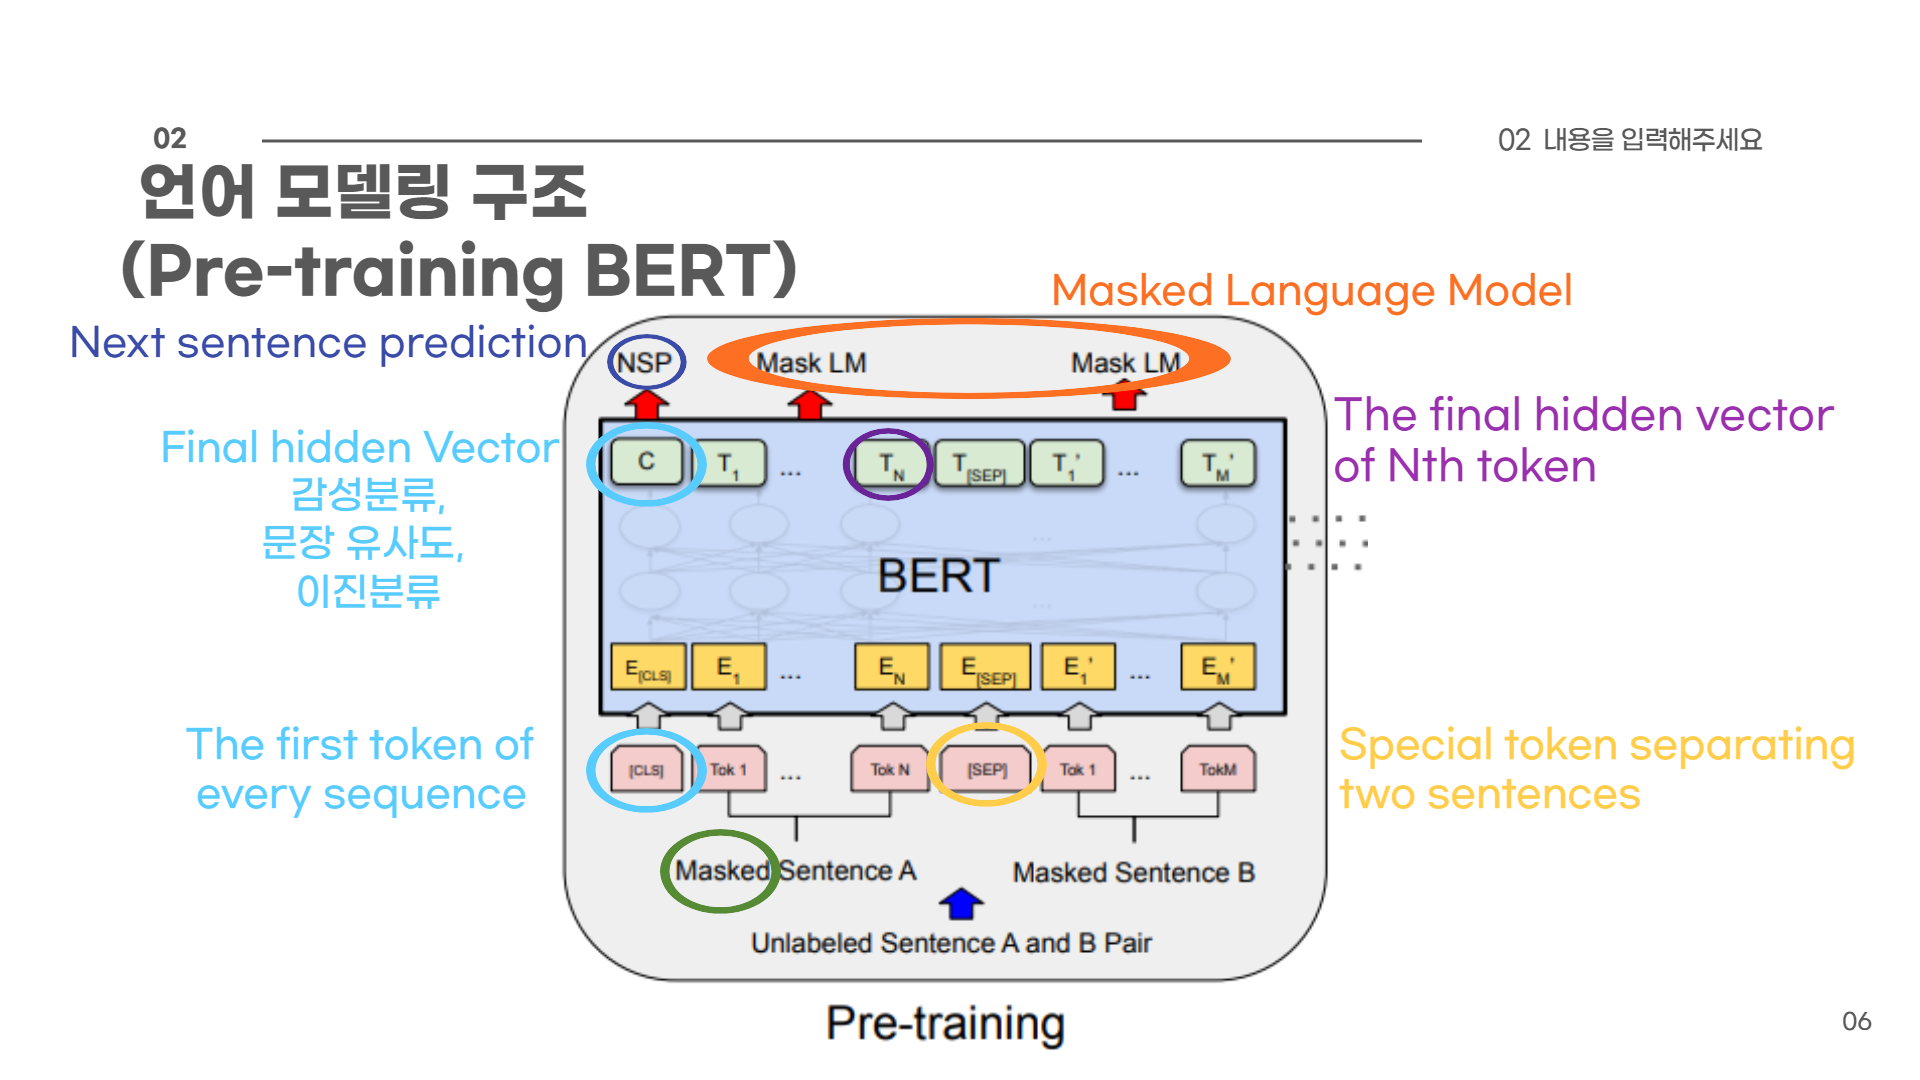 02
02 내용을 입력해주세요
언어 모델링 구조
(Pre-training BERT)
Masked Language Model
Next sentence prediction
NSP
Mask LM
Mask LM
Final hidden Vector
감성분류,
문장 유사도,
이진분류
The final hidden vector
of Nth token
C
T1
...
TN
T[SEP]
T1'
...
TM'
...
BERT
...
E[CLS]
E1
...
EN
E[SEP]
E1'
...
EM'
The first token of
every sequence
[CLS]
Tok 1
...
Tok N
[SEP]
Tok 1
...
TokM
Special token separating
two sentences
Masked Sentence A
Masked Sentence B
Unlabeled Sentence A and B Pair
Pre-training
06